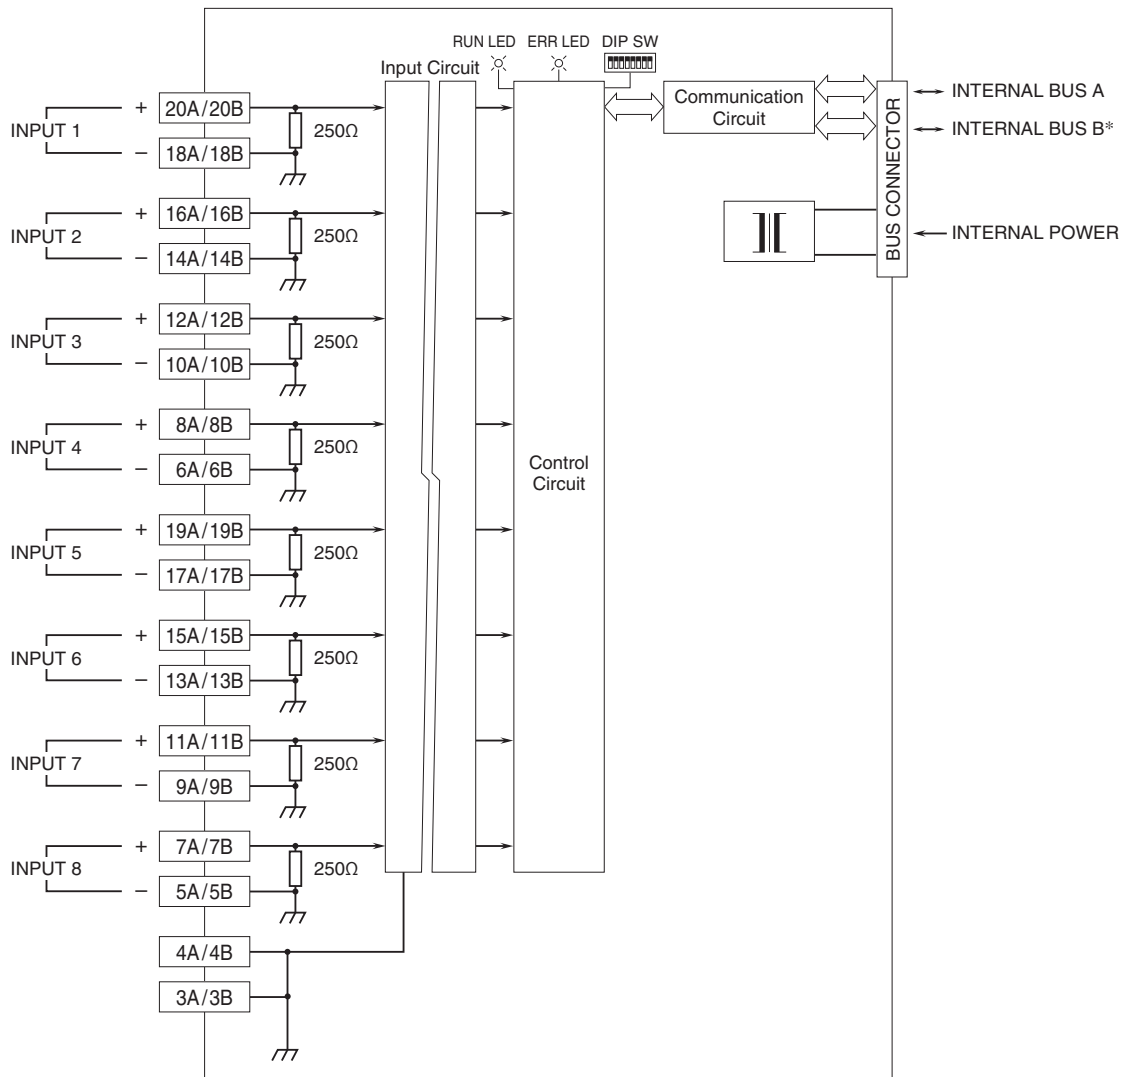 RUN LED
ERR LED
DIP SW
Input Circuit
Communication
Circuit
BUS CONNECTOR
INTERNAL BUS A
INTERNAL BUS B*
INTERNAL POWER
Control
Circuit
INPUT 1
+
20A/20B
250Ω
−
18A/18B
INPUT 2
+
16A/16B
250Ω
−
14A/14B
INPUT 3
+
12A/12B
250Ω
−
10A/10B
INPUT 4
+
8A/8B
250Ω
−
6A/6B
INPUT 5
+
19A/19B
250Ω
−
17A/17B
INPUT 6
+
15A/15B
250Ω
−
13A/13B
INPUT 7
+
11A/11B
250Ω
−
9A/9B
INPUT 8
+
7A/7B
250Ω
−
5A/5B
4A/4B
3A/3B